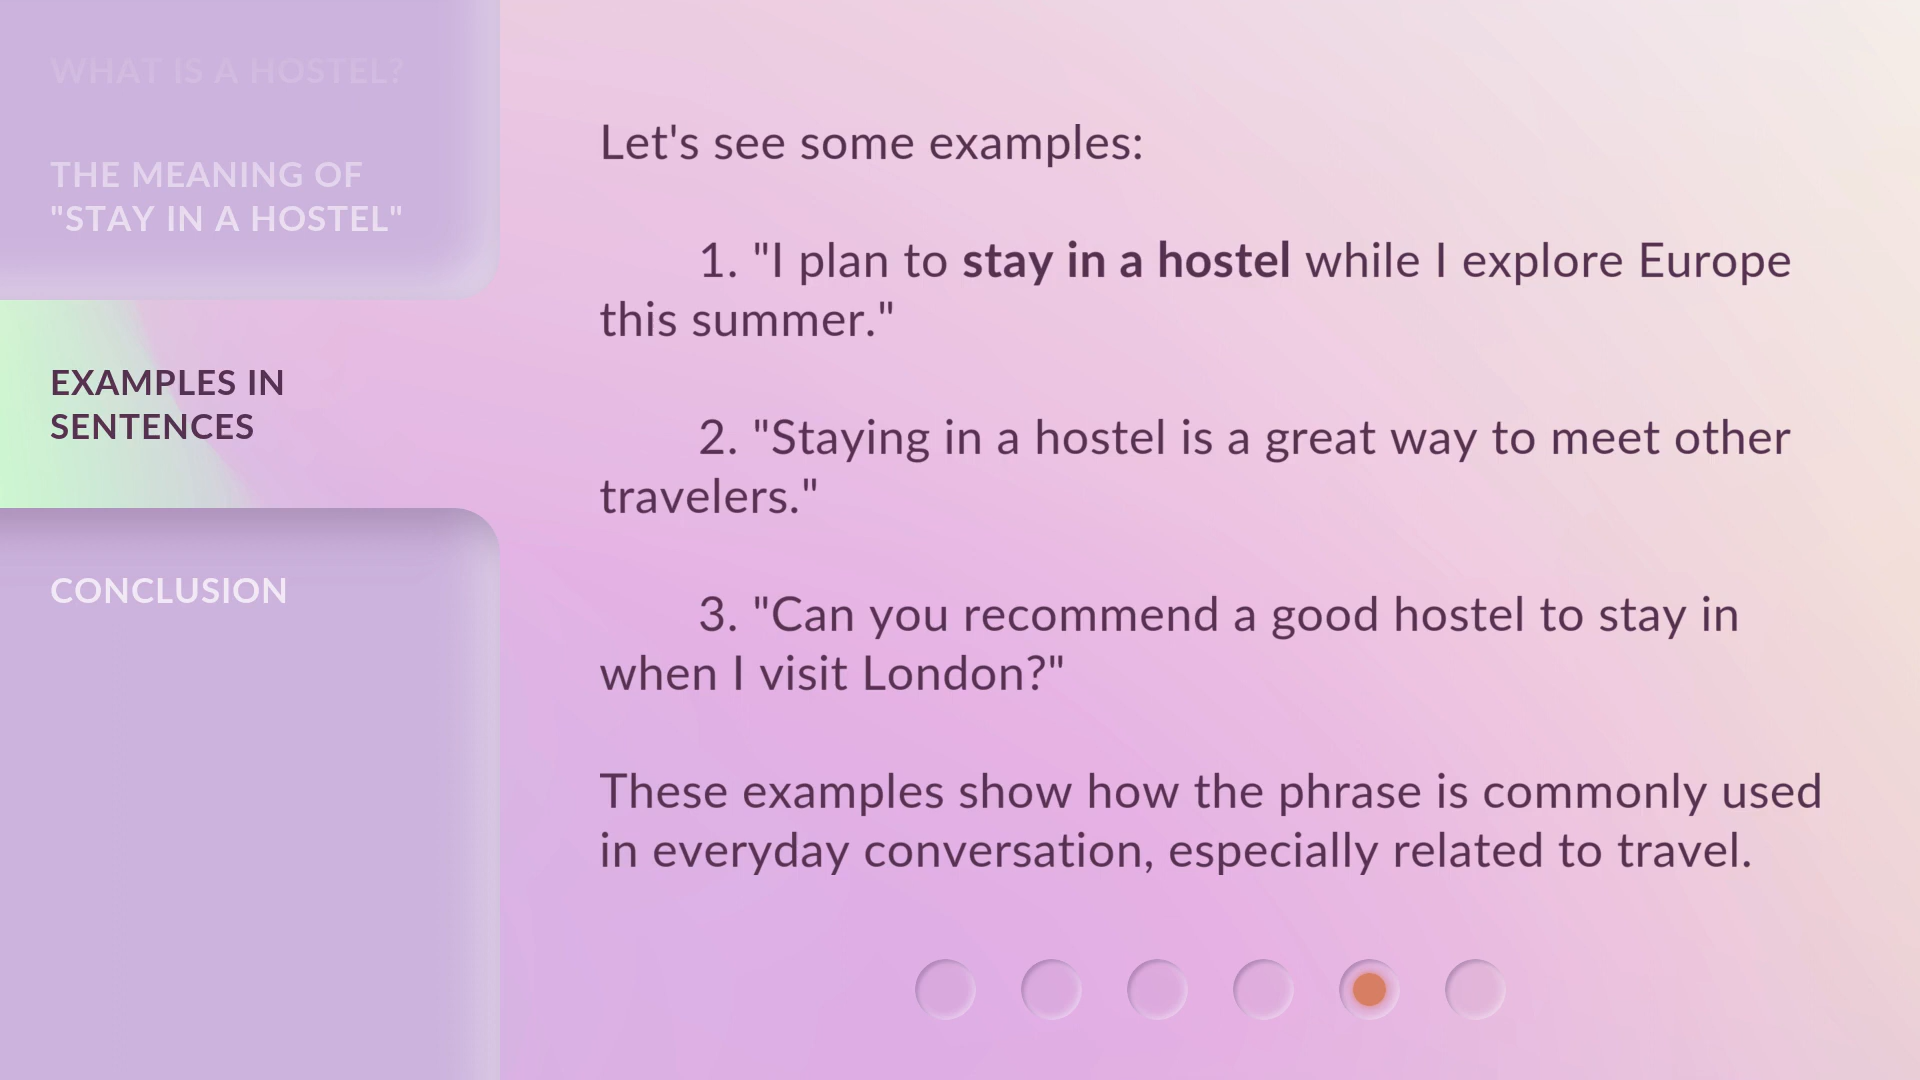 WHAT IS A HOSTEL?
THE MEANING OF
"STAY IN A HOSTEL"
EXAMPLES IN
SENTENCES
CONCLUSION
Let's see some examples:
1. "I plan to stay in a hostel while I explore Europe
this summer."
2. "Staying in a hostel is a great way to meet other
travelers."
3. "Can you recommend a good hostel to stay in
when I visit London?"
These examples show how the phrase is commonly used
in everyday conversation, especially related to travel.